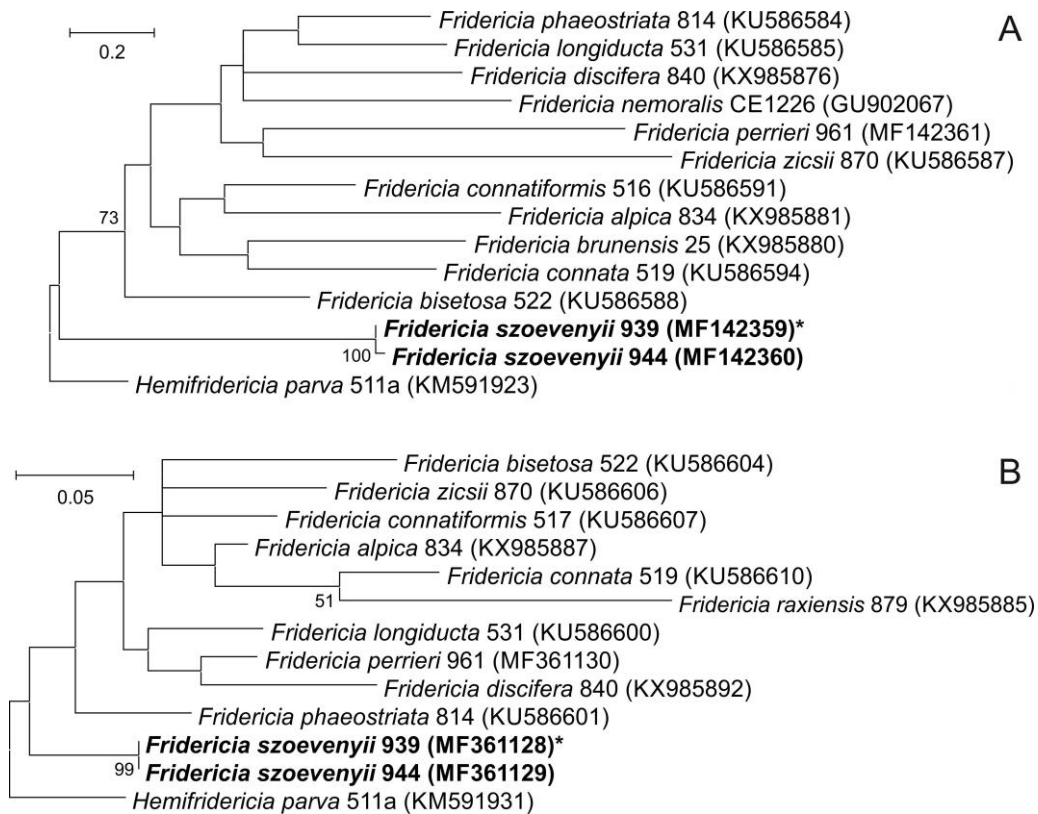 Fridericia phaeostriata 814 (KU586584)
A
0.2
Fridericia longiducta 531 (KU586585)
Fridericia discifera 840 (KX985876)
Fridericia nemoralis CE1226 (GU902067)
Fridericia perrieri 961 (MF142361)
Fridericia zicsii 870 (KU586587)
Fridericia connatiformis 516 (KU586591)
Fridericia alpica 834 (KX985881)
73
Fridericia brunensis 25 (KX985880)
Fridericia connata 519 (KU586594)
Fridericia bisetosa 522 (KU586588)
Fridericia szoevenyii 939 (MF142359)*
100
Fridericia szoevenyii 944 (MF142360)
Hemifridericia parva 511a (KM591923)
Fridericia bisetosa 522 (KU586604)
B
0.05
Fridericia zicsii 870 (KU586606)
Fridericia connatiformis 517 (KU586607)
Fridericia alpica 834 (KX985887)
Fridericia connata 519 (KU586610)
51
Fridericia raxiensis 879 (KX985885)
Fridericia longiducta 531 (KU586600)
Fridericia perrieri 961 (MF361130)
Fridericia discifera 840 (KX985892)
Fridericia phaeostriata 814 (KU586601)
Fridericia szoevenyii 939 (MF361128)*
99
Fridericia szoevenyii 944 (MF361129)
Hemifridericia parva 511a (KM591931)